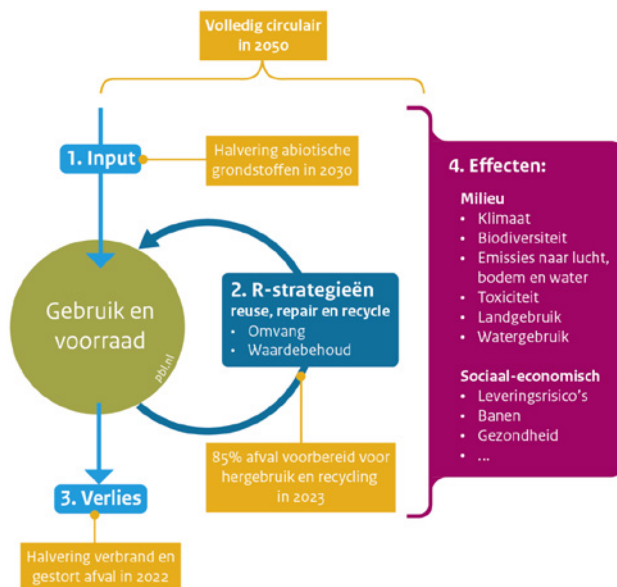 Volledig circulair
in 2050
1. Input
Halvering abiotische
grondstoffen in 2030
Gebruik en
voorraad
pbl.nl
2. R-strategieën
reuse, repair en recycle
• Omvang
• Waardebehoud
85% afval voorbereid voor
hergebruik en recycling
in 2023
3. Verlies
Halvering verbrand en
gestort afval in 2022
4. Effecten:
Milieu
• Klimaat
• Biodiversiteit
• Emissies naar lucht,
bodem en water
• Toxiciteit
• Landgebruik
• Watergebruik
Sociaal-economisch
• Leveringsrisico's
• Banen
• Gezondheid
• ...